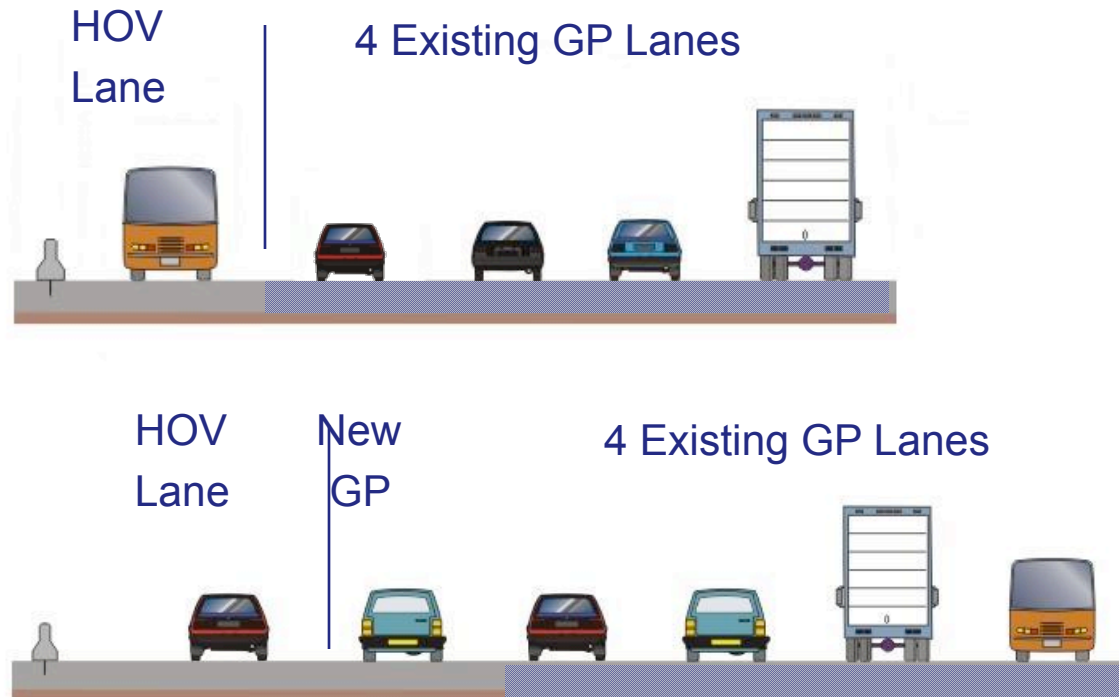 HOV
Lane
4 Existing GP Lanes
HOV
Lane
New
GP
4 Existing GP Lanes